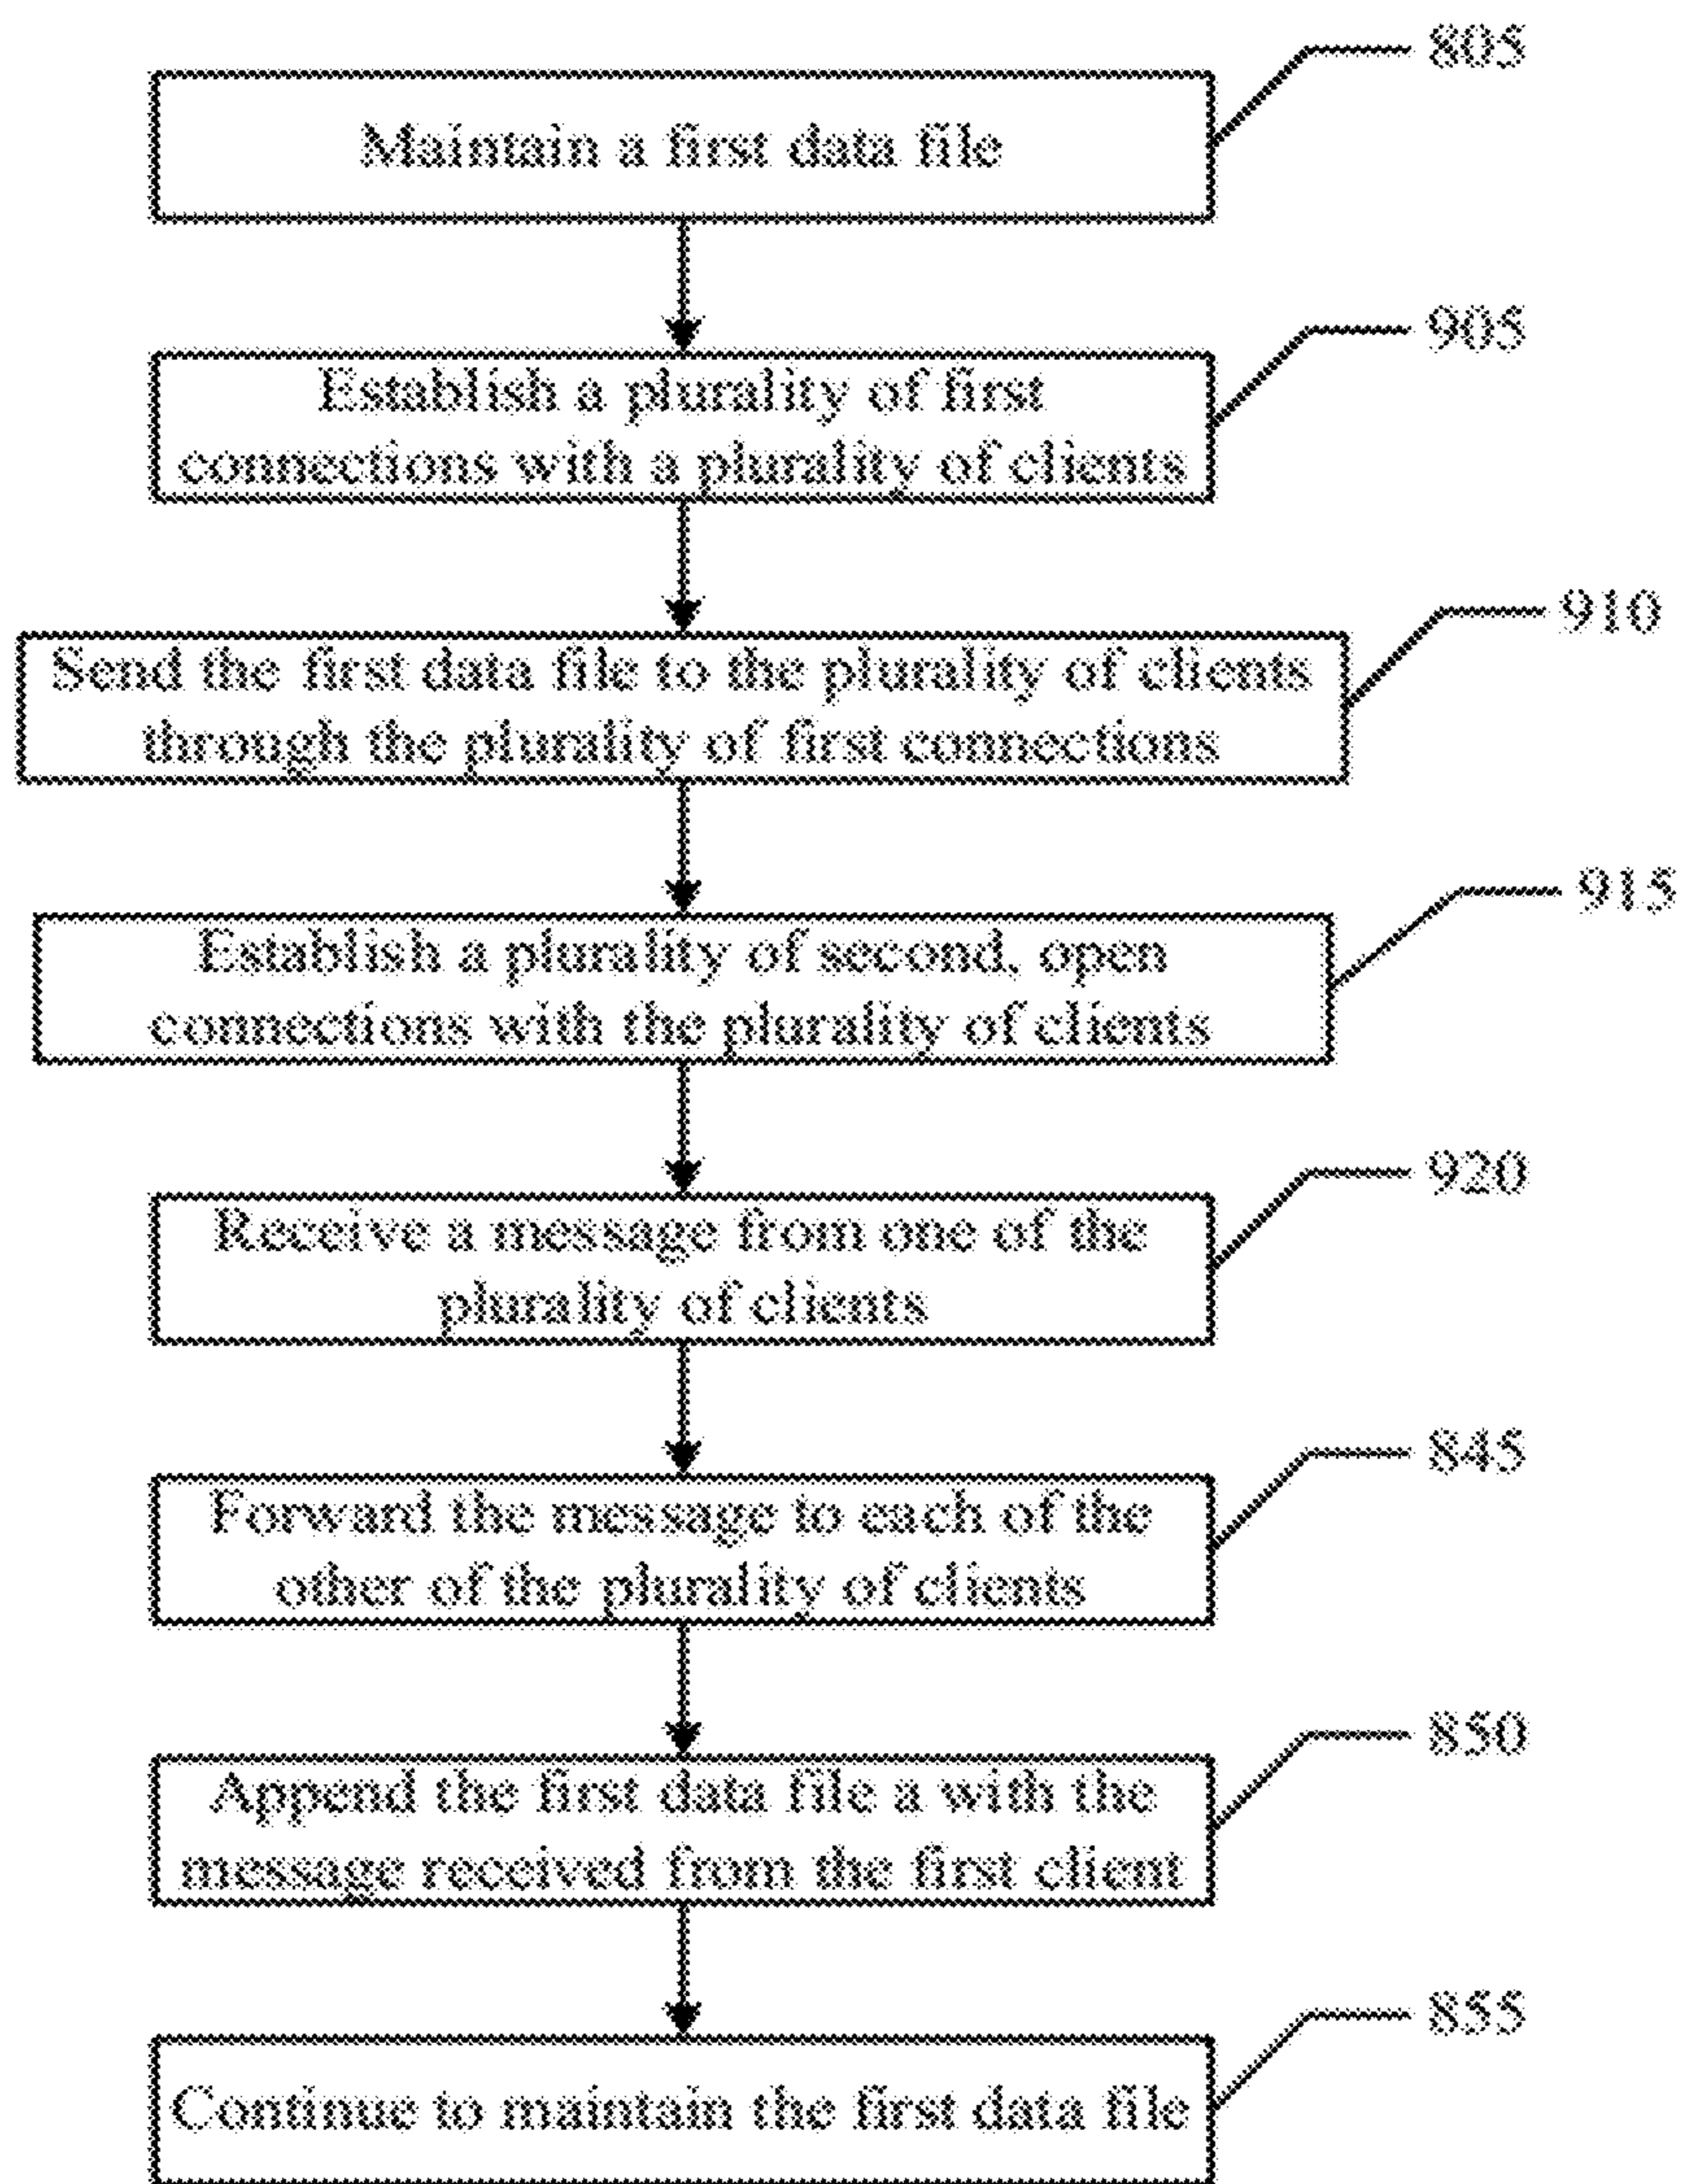 805
Maintain a first data file
905
Establish a plurality of first
connections with a plurality of clients
910
Send the first data file to the plurality of clients
through the plurality of first connections
915
Establish a plurality of second, open
connections with the plurality of clients
920
Receive a message from one of the
plurality of clients
845
Forward the message to each of the
other of the plurality of clients
850
Append the first data file a with the
message received from the first client
855
Continue to maintain the first data file